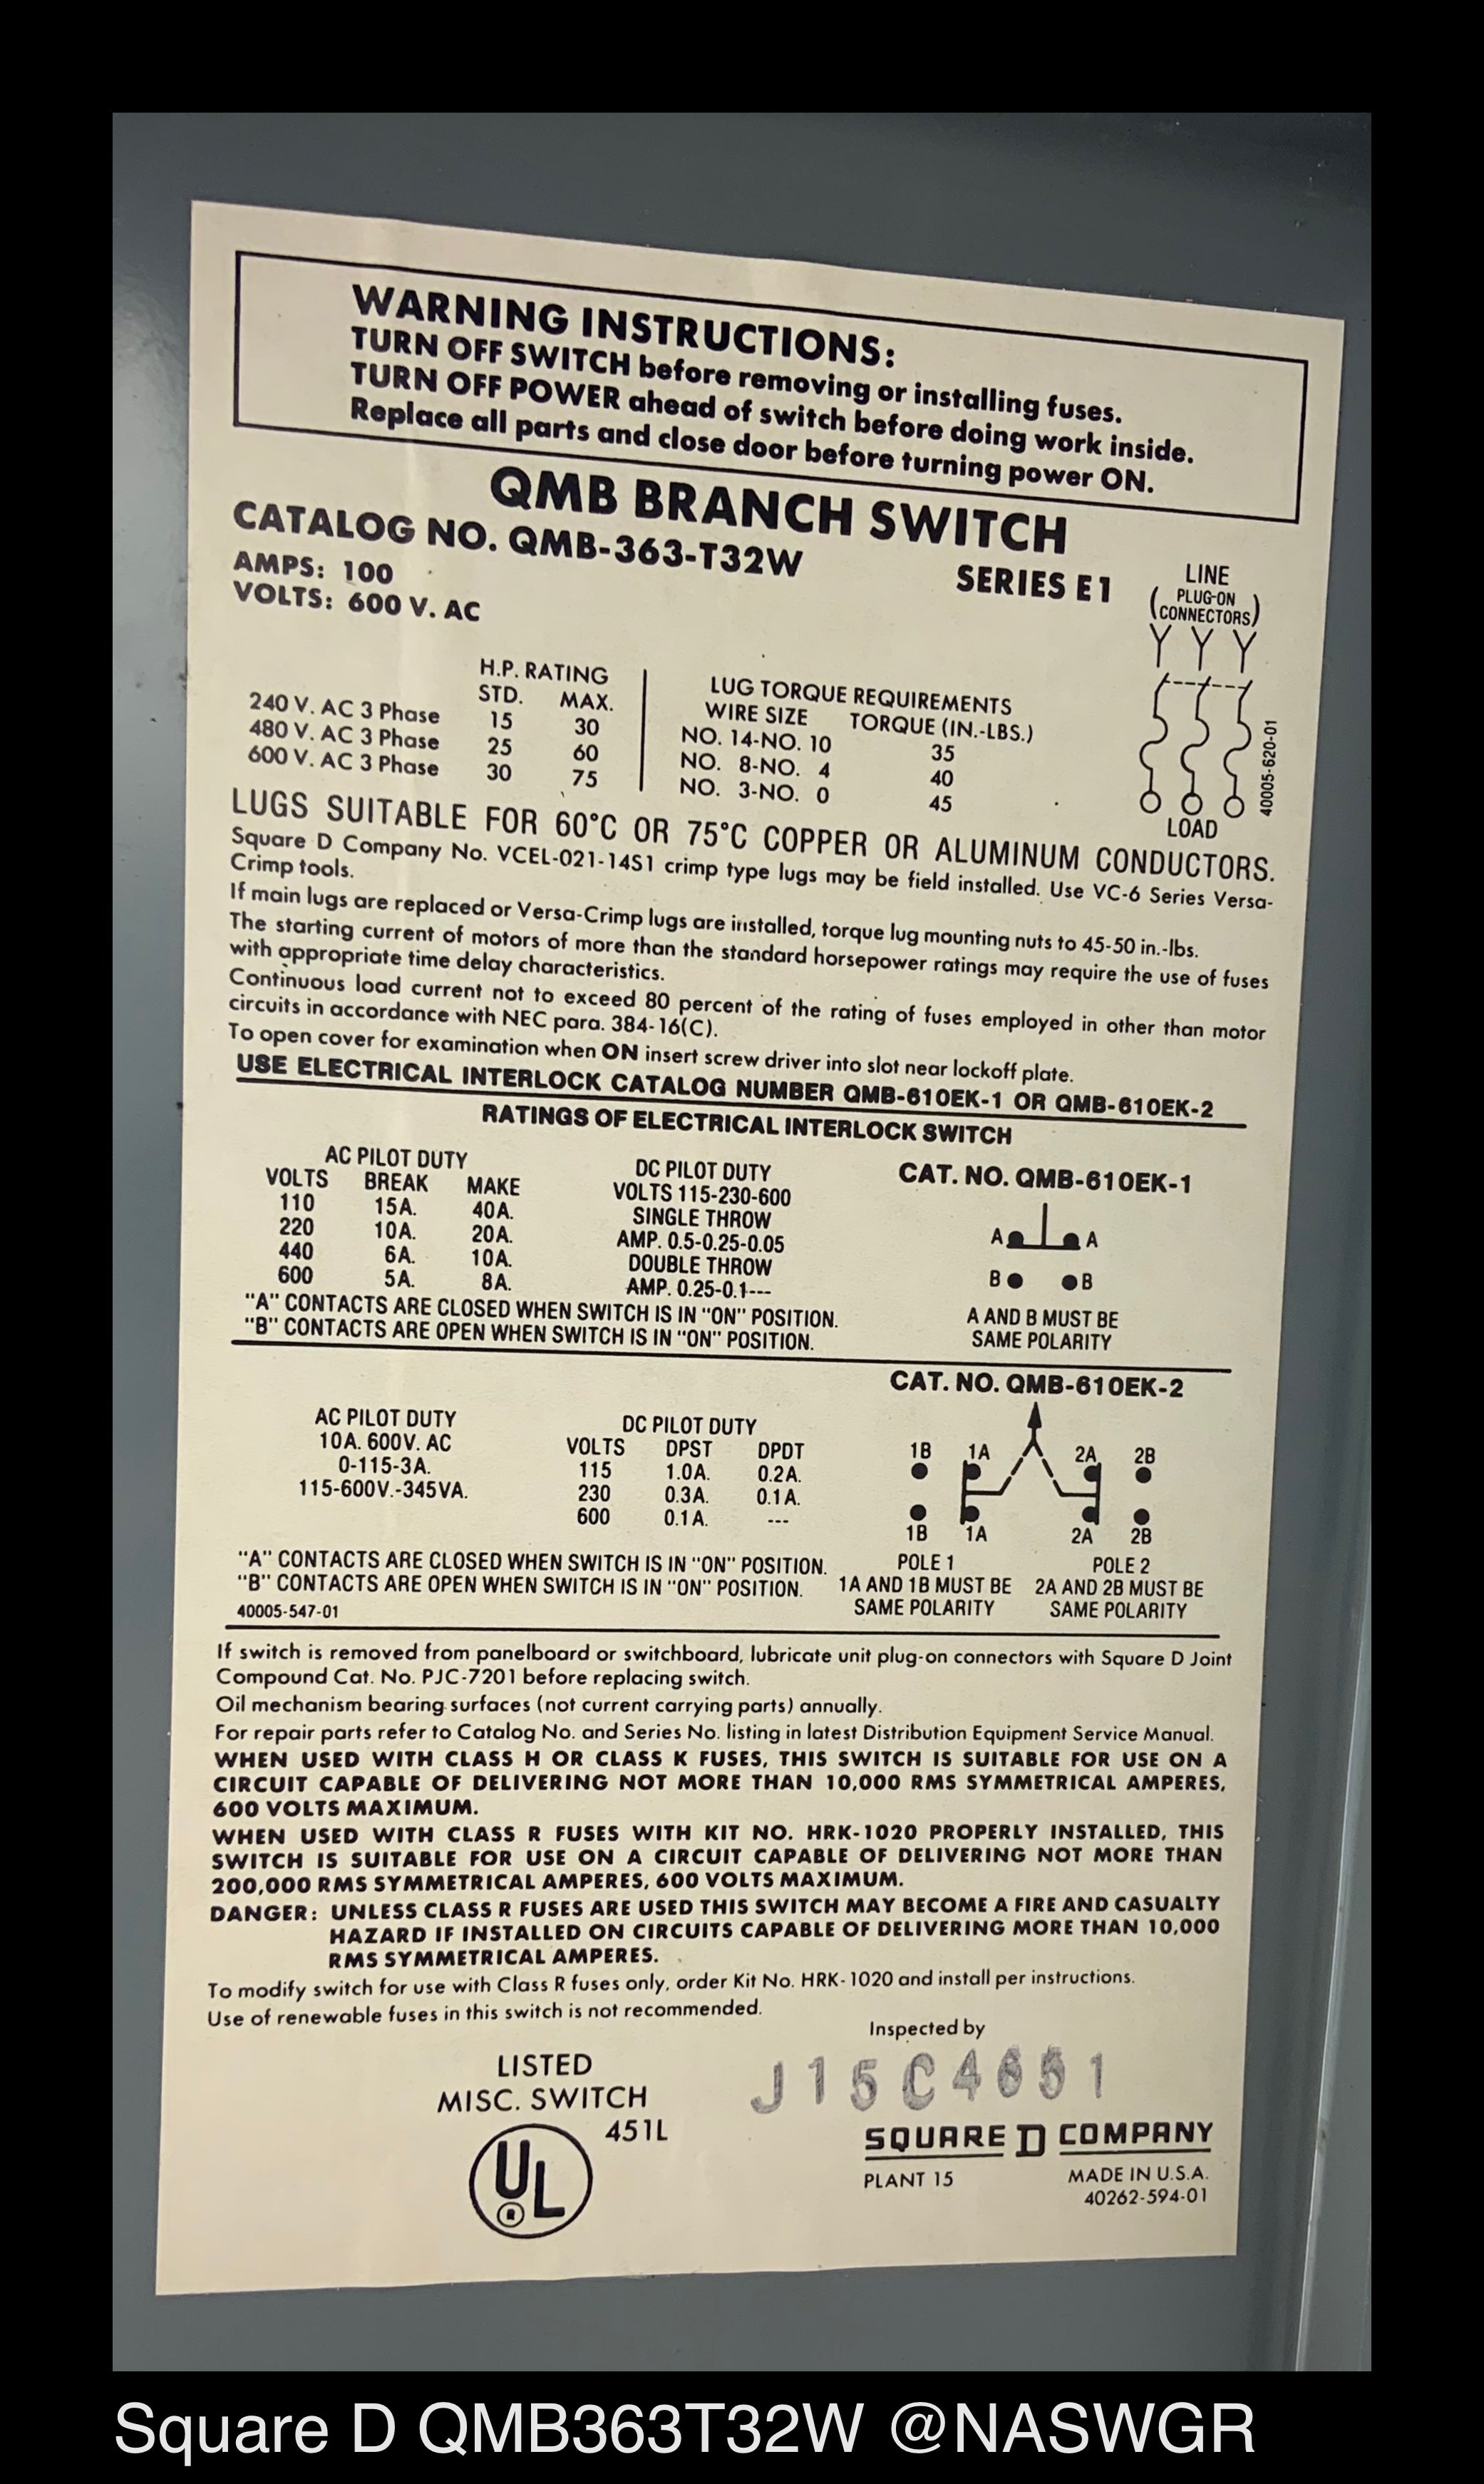 WARNING INSTRUCTIONS:
TURN OFF SWITCH before removing or installing fuses.
TURN OFF POWER ahead of switch before doing work inside.
Replace all parts and close door before turning power ON.
QMB BRANCH SWITCH
CATALOG NO. QMB-363-T32W
SERIES E1
AMPS: 100
VOLTS: 600 V. AC
LINE
(PLUG-ON
CONNECTORS)
H.P. RATING
STD. MAX.
240 V. AC 3 Phase 15 30
480 V. AC 3 Phase 25 60
600 V. AC 3 Phase 30 75
LUG TORQUE REQUIREMENTS
WIRE SIZE TORQUE (IN.-LBS.)
NO. 14-NO. 10 35
NO. 8-NO. 4 40
NO. 3-NO. 0 45
LOAD
40005-620-01
LUGS SUITABLE FOR 60°C OR 75°C COPPER OR ALUMINUM CONDUCTORS.
Square D Company No. VCEL-021-14S1 crimp type lugs may be field installed. Use VC-6 Series Versa-
Crimp tools.
If main lugs are replaced or Versa-Crimp lugs are installed, torque lug mounting nuts to 45-50 in.-lbs.
The starting current of motors of more than the standard horsepower ratings may require the use of fuses
with appropriate time delay characteristics.
Continuous load current not to exceed 80 percent of the rating of fuses employed in other than motor
circuits in accordance with NEC para. 384-16(C).
To open cover for examination when ON insert screw driver into slot near lockoff plate.
USE ELECTRICAL INTERLOCK CATALOG NUMBER QMB-610EK-1 OR QMB-610EK-2
RATINGS OF ELECTRICAL INTERLOCK SWITCH
AC PILOT DUTY
VOLTS BREAK MAKE
110 15A. 40A.
220 10A. 20A.
440 6A. 10A.
600 5A. 8A.
DC PILOT DUTY
VOLTS 115-230-600
SINGLE THROW
AMP. 0.5-0.25-0.05
DOUBLE THROW
AMP. 0.25-0.1---
CAT. NO. QMB-610EK-1
A A
B B
A AND B MUST BE
SAME POLARITY
"A" CONTACTS ARE CLOSED WHEN SWITCH IS IN "ON" POSITION.
"B" CONTACTS ARE OPEN WHEN SWITCH IS IN "ON" POSITION.
CAT. NO. QMB-610EK-2
AC PILOT DUTY
10A. 600V. AC
0-115-3A.
115-600V.-345VA.
DC PILOT DUTY
VOLTS DPST DPDT
115 1.0A. 0.2A.
230 0.3A. 0.1A.
600 0.1A. ---
1B 1A 2A 2B
1B 1A 2A 2B
POLE 1 POLE 2
1A AND 1B MUST BE 2A AND 2B MUST BE
SAME POLARITY SAME POLARITY
"A" CONTACTS ARE CLOSED WHEN SWITCH IS IN "ON" POSITION.
"B" CONTACTS ARE OPEN WHEN SWITCH IS IN "ON" POSITION.
40005-547-01
If switch is removed from panelboard or switchboard, lubricate unit plug-on connectors with Square D Joint
Compound Cat. No. PJC-7201 before replacing switch.
Oil mechanism bearing surfaces (not current carrying parts) annually.
For repair parts refer to Catalog No. and Series No. listing in latest Distribution Equipment Service Manual.
WHEN USED WITH CLASS H OR CLASS K FUSES, THIS SWITCH IS SUITABLE FOR USE ON A
CIRCUIT CAPABLE OF DELIVERING NOT MORE THAN 10,000 RMS SYMMETRICAL AMPERES,
600 VOLTS MAXIMUM.
WHEN USED WITH CLASS R FUSES WITH KIT NO. HRK-1020 PROPERLY INSTALLED, THIS
SWITCH IS SUITABLE FOR USE ON A CIRCUIT CAPABLE OF DELIVERING NOT MORE THAN
200,000 RMS SYMMETRICAL AMPERES, 600 VOLTS MAXIMUM.
DANGER: UNLESS CLASS R FUSES ARE USED THIS SWITCH MAY BECOME A FIRE AND CASUALTY
HAZARD IF INSTALLED ON CIRCUITS CAPABLE OF DELIVERING MORE THAN 10,000
RMS SYMMETRICAL AMPERES.
To modify switch for use with Class R fuses only, order Kit No. HRK-1020 and install per instructions.
Use of renewable fuses in this switch is not recommended.
Inspected by
LISTED
MISC. SWITCH
451L
UL
®
SQUARE D COMPANY
PLANT 15
MADE IN U.S.A.
40262-594-01
Square D QMB363T32W @NASWGR